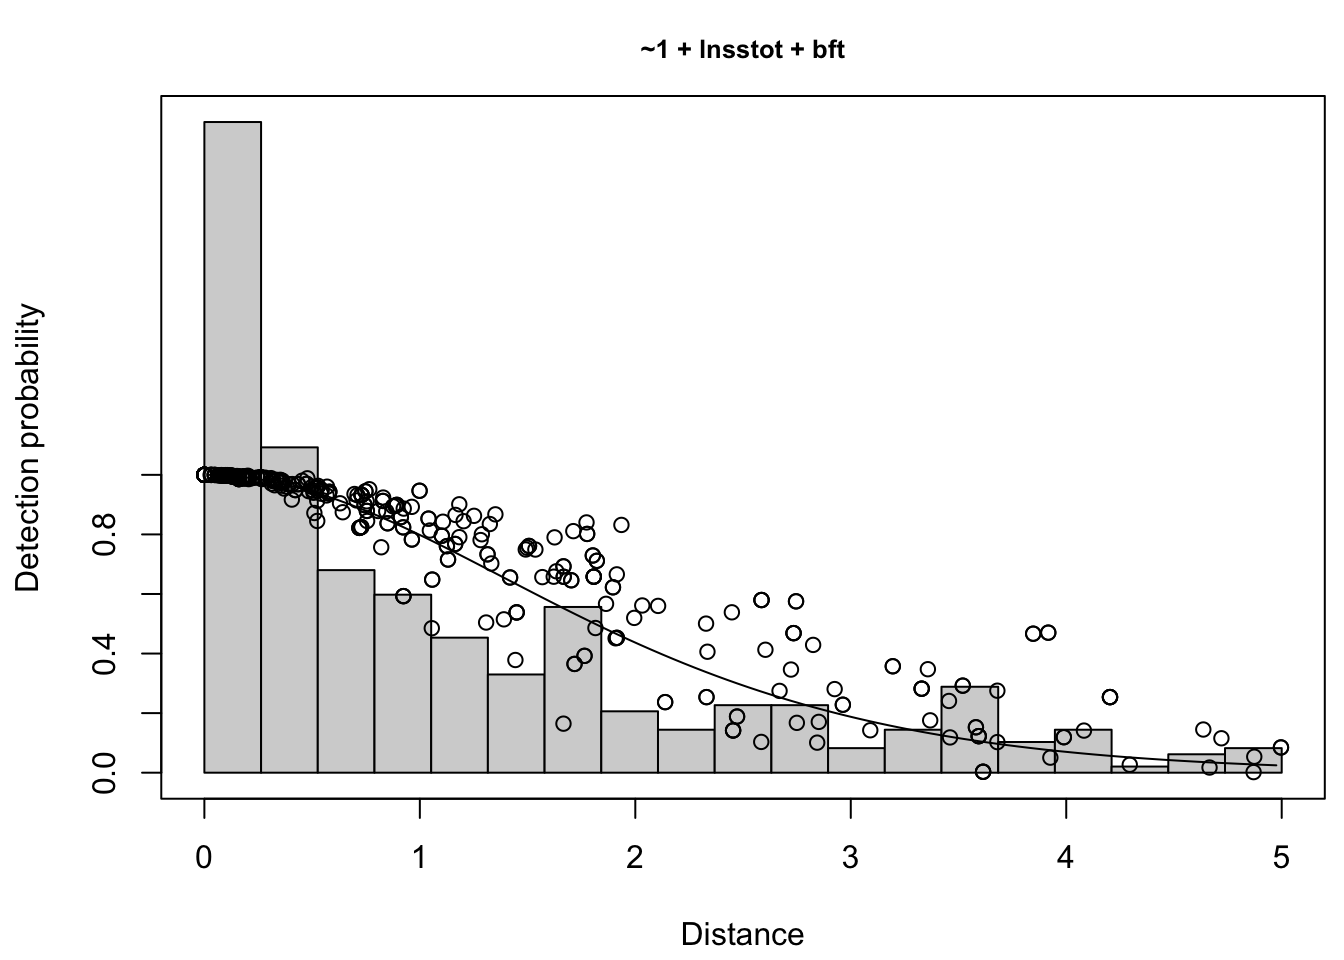 ~1 + lnsstot + bft
Detection probability
0.8
0.4
0.0
0 1 2 3 4 5
Distance